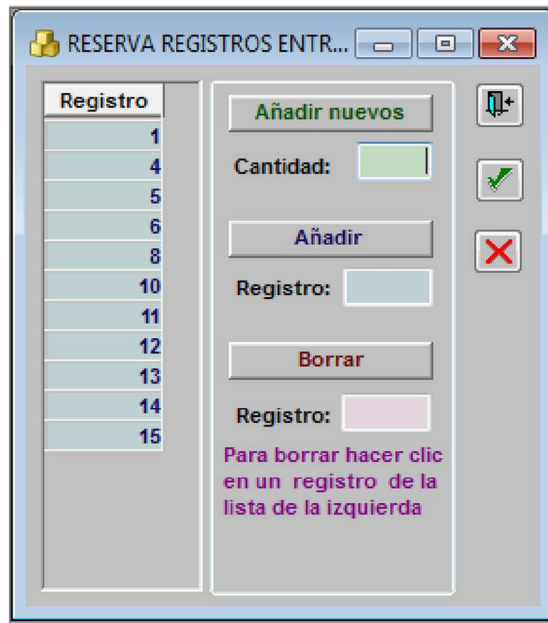 RESERVA REGISTROS ENTR...
Registro
1
4
5
6
8
10
11
12
13
14
15
Añadir nuevos
Cantidad:
Añadir
Registro:
Borrar
Registro:
Para borrar hacer clic
en un registro de la
lista de la izquierda